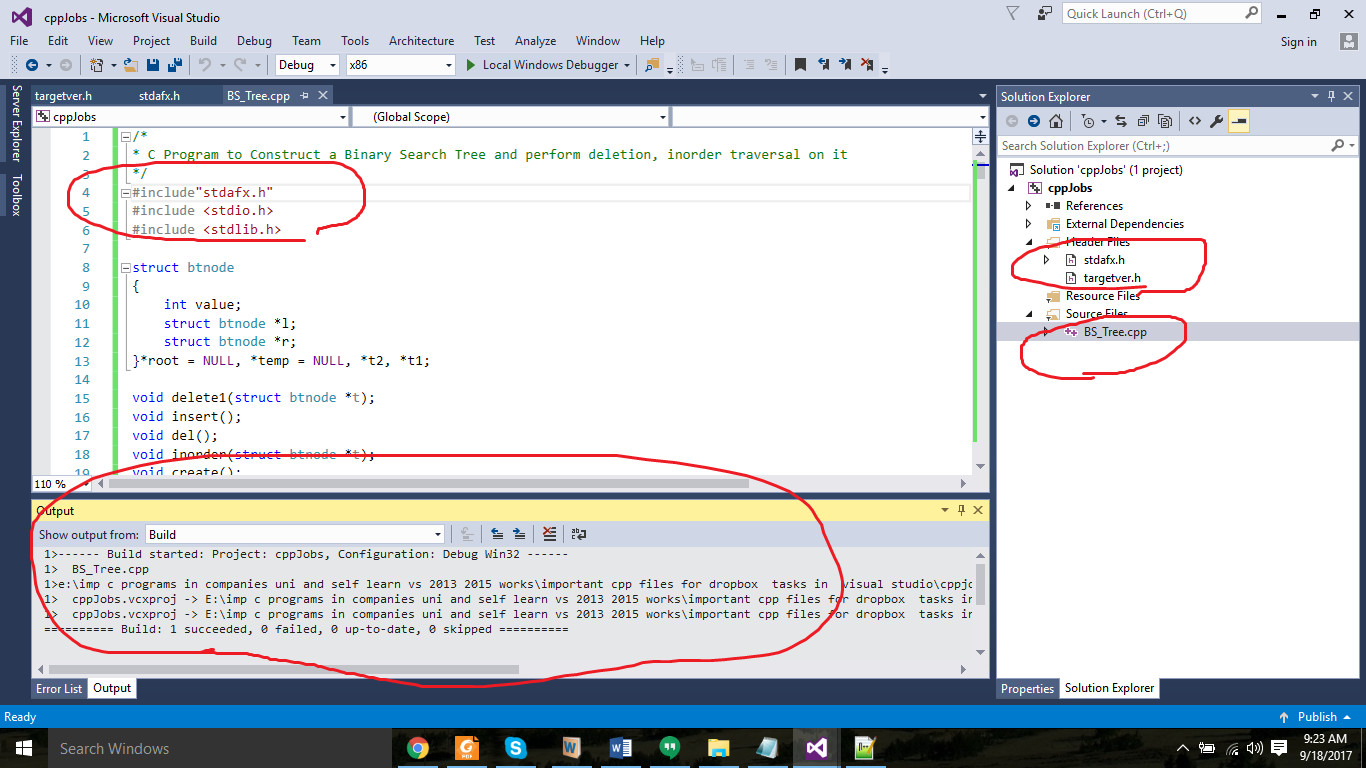 cppJobs - Microsoft Visual Studio
Quick Launch (Ctrl+Q)
File Edit View Project Build Debug Team Tools Architecture Test Analyze Window Help
Sign in
Debug x86 Local Windows Debugger
Server Explorer
Toolbox
targetver.h stdafx.h BS_Tree.cpp
cppJobs (Global Scope)
1 /*
2 * C Program to Construct a Binary Search Tree and perform deletion, inorder traversal on it
3 */
4 #include"stdafx.h"
5 #include <stdio.h>
6 #include <stdlib.h>
7
8 struct btnode
9 {
10 int value;
11 struct btnode *l;
12 struct btnode *r;
13 }*root = NULL, *temp = NULL, *t2, *t1;
14
15 void delete1(struct btnode *t);
16 void insert();
17 void del();
18 void inorder(struct btnode *t);
19 void create();
110 %
Output
Show output from: Build
1>------ Build started: Project: cppJobs, Configuration: Debug Win32 ------
1> BS_Tree.cpp
1>e:\imp c programs in companies uni and self learn vs 2013 2015 works\important cpp files for dropbox tasks in visual studio\cppjo
1> cppJobs.vcxproj -> E:\imp c programs in companies uni and self learn vs 2013 2015 works\important cpp files for dropbox tasks in
1> cppJobs.vcxproj -> E:\imp c programs in companies uni and self learn vs 2013 2015 works\important cpp files for dropbox tasks in
========== Build: 1 succeeded, 0 failed, 0 up-to-date, 0 skipped ==========
Error List Output
Solution Explorer
Search Solution Explorer (Ctrl+;)
Solution 'cppJobs' (1 project)
cppJobs
References
External Dependencies
Header Files
stdafx.h
targetver.h
Resource Files
Source Files
BS_Tree.cpp
Properties Solution Explorer
Ready
Publish
Search Windows
9:23 AM
9/18/2017